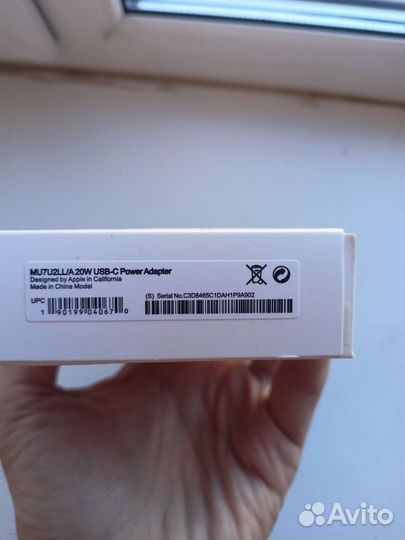 MU7U2LL/A 20W USB-C Power Adapter
Designed by Apple in California
Made in China Model
UPC
1 90199 04067 0
(S) Serial No.C3D8465C1DAH1P9A902
Avito